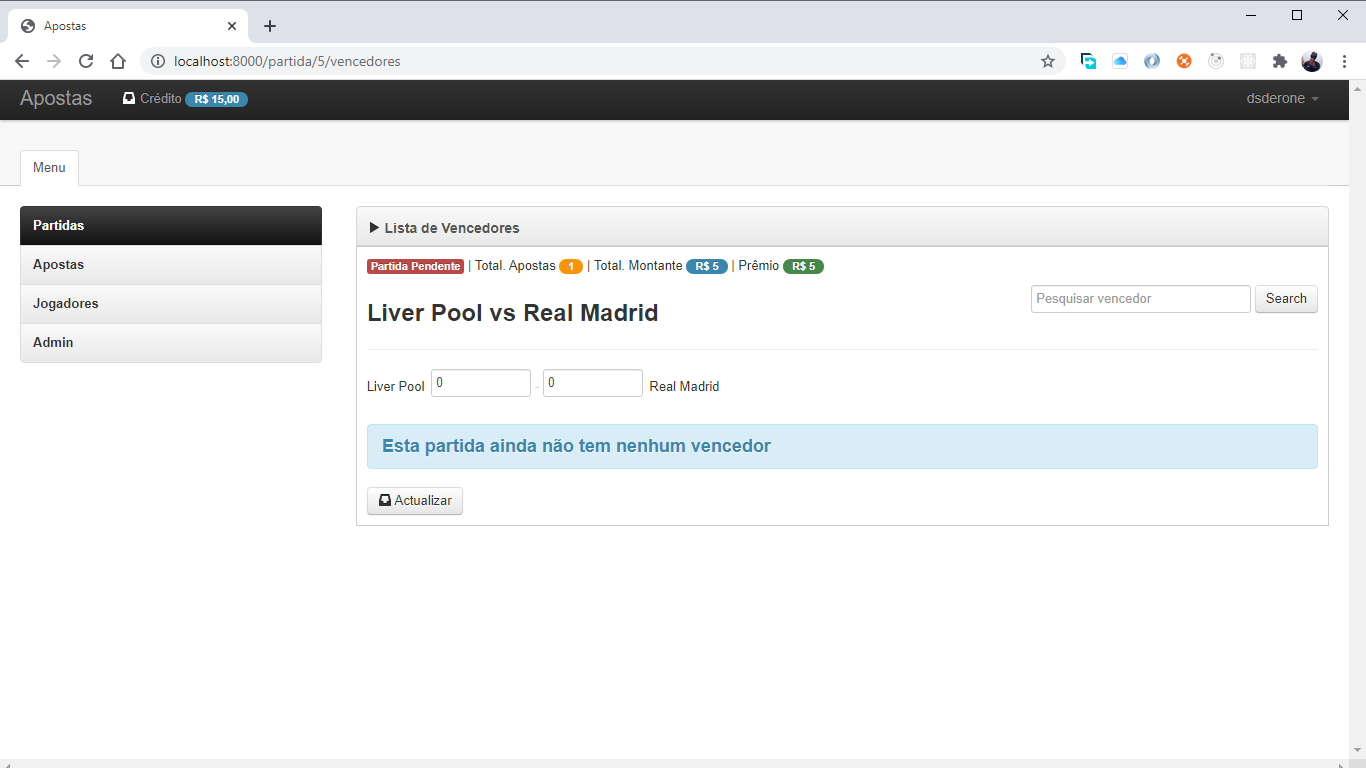 Apostas
localhost:8000/partida/5/vencedores
Apostas Crédito R$ 15,00 dsderone
Menu
Partidas
Apostas
Jogadores
Admin
Lista de Vencedores
Partida Pendente | Total. Apostas 1 | Total. Montante R$ 5 | Prêmio R$ 5
Pesquisar vencedor Search
Liver Pool vs Real Madrid
Liver Pool 0 - 0 Real Madrid
Esta partida ainda não tem nenhum vencedor
Actualizar